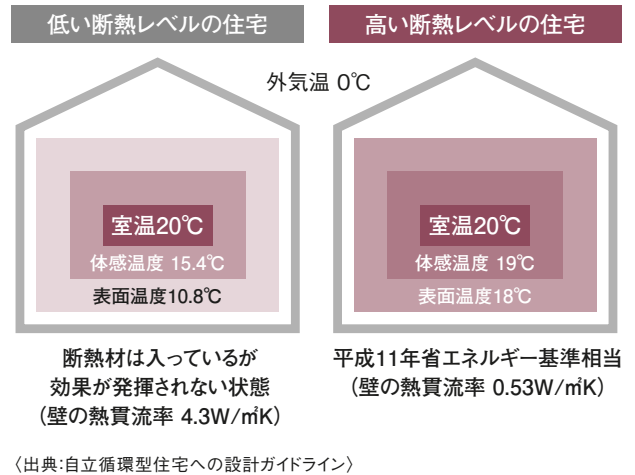 低い断熱レベルの住宅
高い断熱レベルの住宅
外気温 0℃
室温20℃
体感温度 15.4℃
表面温度10.8℃
室温20℃
体感温度 19℃
表面温度18℃
断熱材は入っているが
効果が発揮されない状態
(壁の熱貫流率 4.3W/㎡K)
平成11年省エネルギー基準相当
(壁の熱貫流率 0.53W/㎡K)
〈出典:自立循環型住宅への設計ガイドライン〉